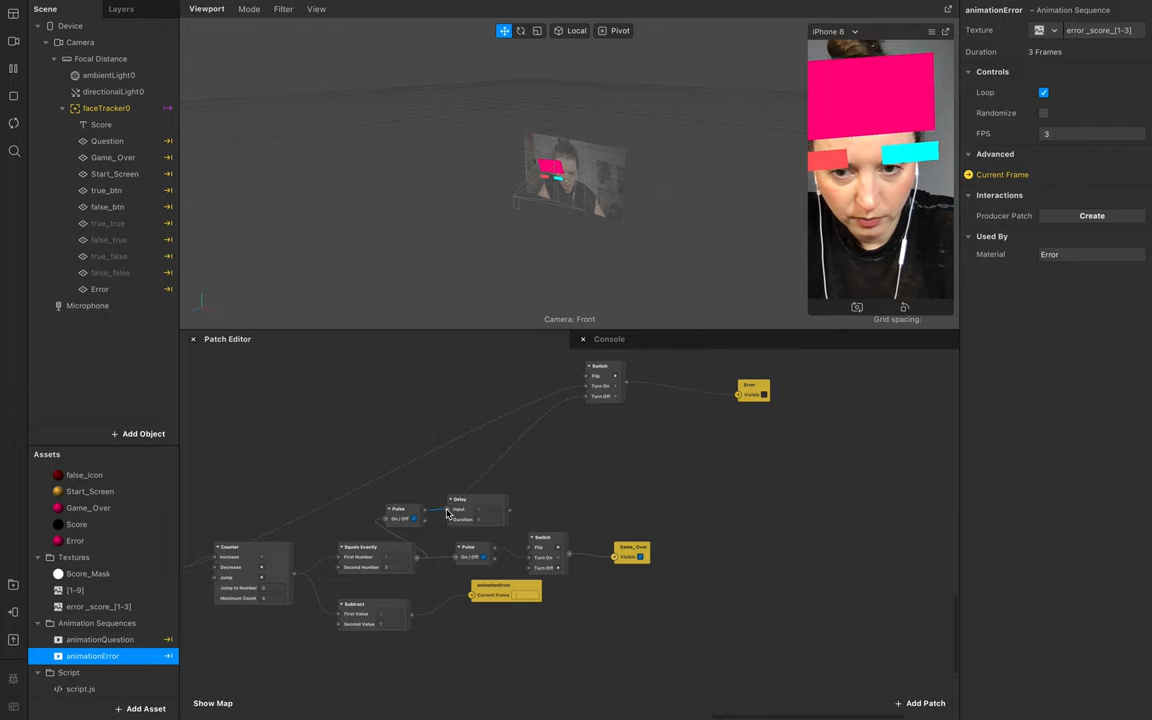 Scene
Layers
Device
Camera
Focal Distance
ambientLight0
directionalLight0
faceTracker0
Score
Question
Game_Over
Start_Screen
true_btn
false_btn
true_true
false_true
true_false
false_false
Error
Microphone
+ Add Object
Assets
false_icon
Start_Screen
Game_Over
Score
Error
Textures
Score_Mask
[1-9]
error_score_[1-3]
Animation Sequences
animationQuestion
animationError
Script
script.js
+ Add Asset
Viewport
Mode
Filter
View
Local
Pivot
iPhone 8
Camera: Front
Grid spacing:
Patch Editor
Console
Switch
Flip
Turn On
Turn Off
Error
Visible
Pulse
On / Off
Delay
Input
Duration 1
Counter
Increase
Decrease
Jump
Jump to Number 0
Maximum Count
Equals Exactly
First Number
Second Number
Pulse
On / Off
Switch
Flip
Turn On
Turn Off
Game_Over
Visible
animationError
Current Frame
Subtract
First Value
Second Value 1
Show Map
+ Add Patch
animationError – Animation Sequence
Texture error_score_[1-3]
Duration 3 Frames
Controls
Loop
Randomize
FPS 3
Advanced
Current Frame
Interactions
Producer Patch Create
Used By
Material Error